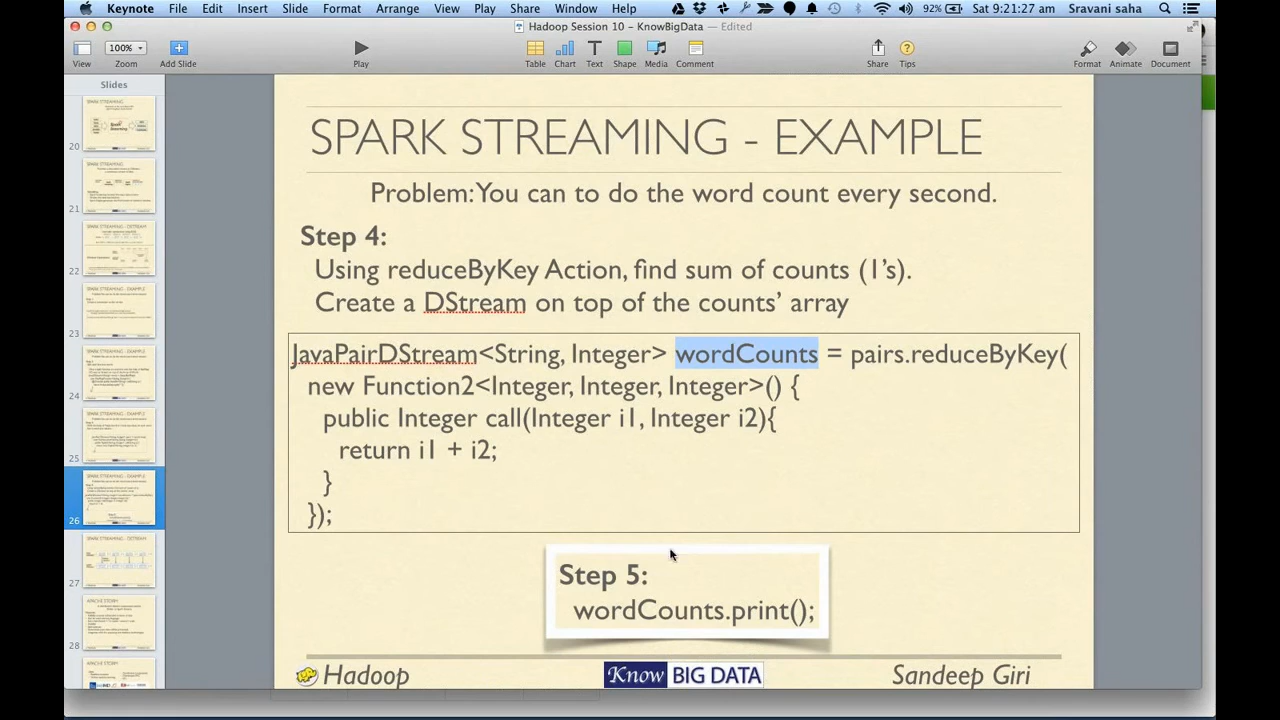 Keynote File Edit Insert Slide Format Arrange View Play Share Window Help 92% Sat 9:21:27 am Sravani saha
Hadoop Session 10 – KnowBigData — Edited
100%
View Zoom Add Slide Play Table Chart Text Shape Media Comment Share Tips Format Animate Document
Slides
20
21
22
23
24
25
26
27
28
SPARK STREAMING - EXAMPLE
Problem: You can to do the word count every second.
Step 4:
Using reduceByKey Action, find sum of counts (1's).
Create a DStream on top of the counts' array
JavaPairDStream<String, Integer> wordCounts = pairs.reduceByKey(
new Function2<Integer, Integer, Integer>() {
public Integer call(Integer i1, Integer i2){
return i1 + i2;
}
});
Step 5:
wordCounts.print()
Hadoop
Know BIG DATA
Sandeep Giri